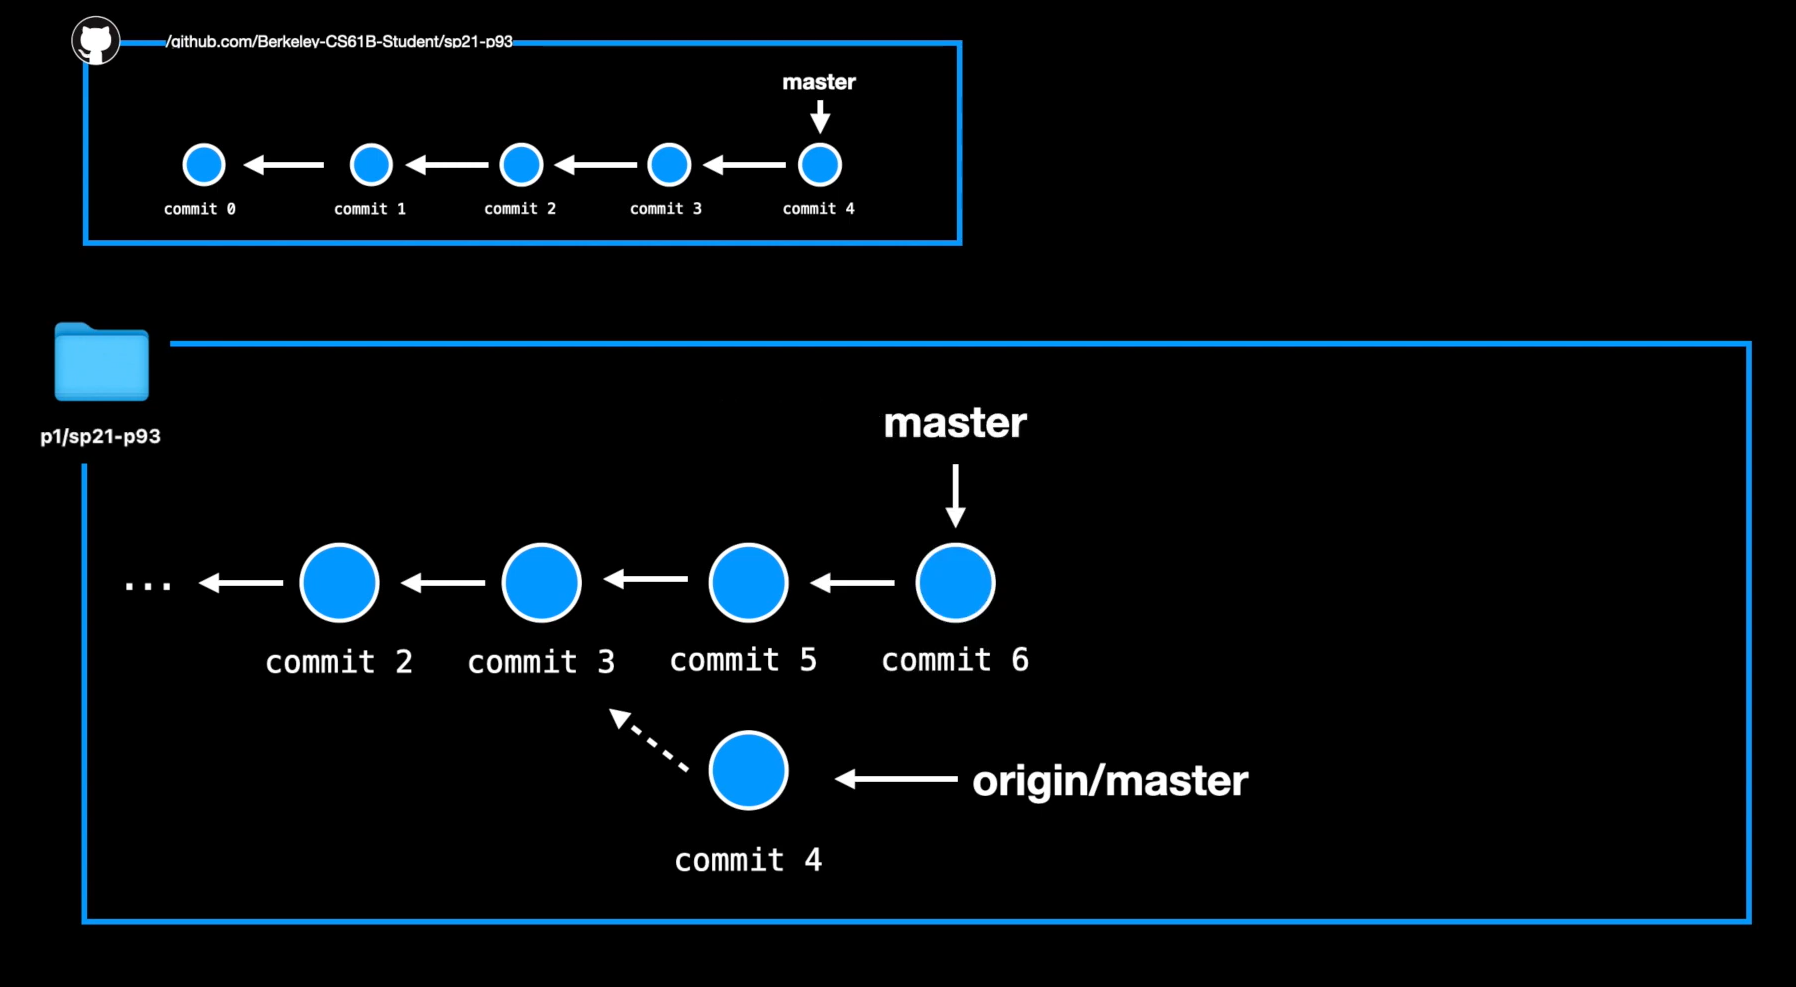 /github.com/Berkeley-CS61B-Student/sp21-p93
master
commit 0
commit 1
commit 2
commit 3
commit 4
p1/sp21-p93
master
...
commit 2
commit 3
commit 5
commit 6
origin/master
commit 4